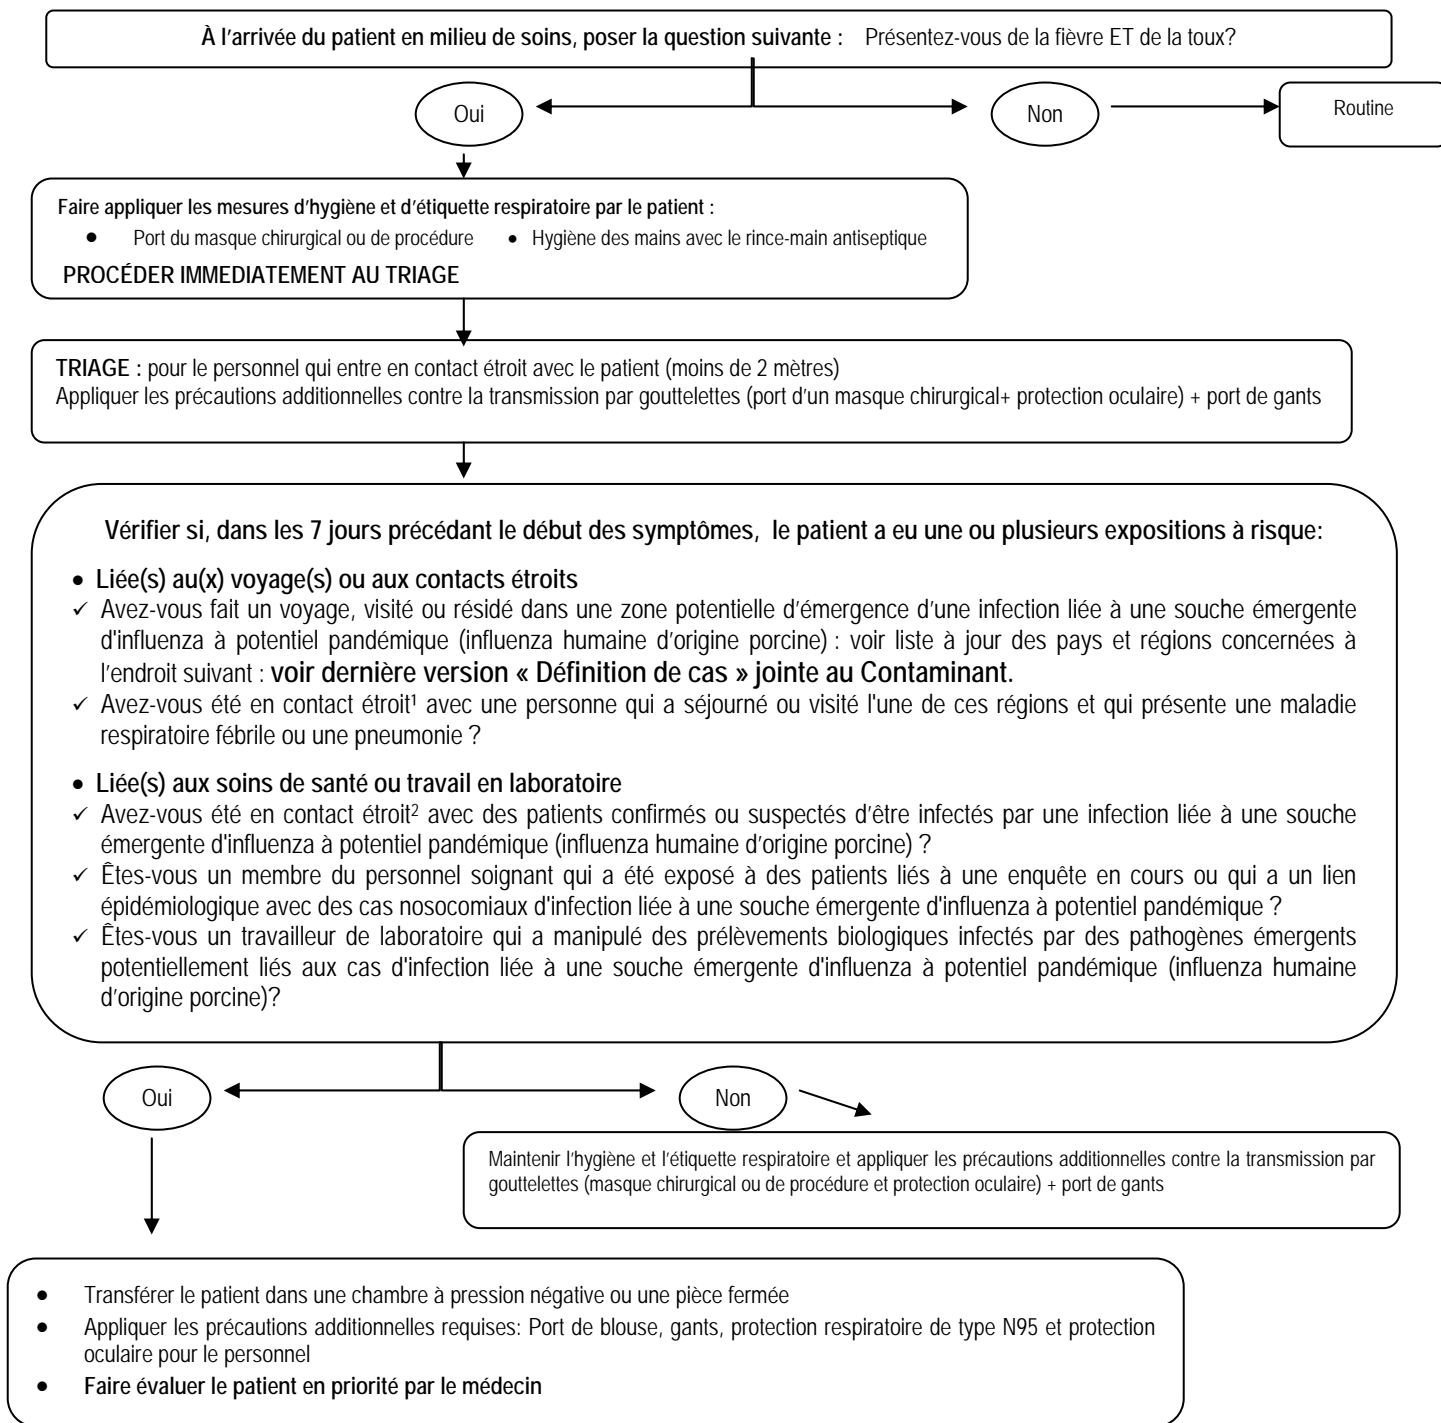 À l'arrivée du patient en milieu de soins, poser la question suivante : Présentez-vous de la fièvre ET de la toux?
Oui
Non
Routine
Faire appliquer les mesures d'hygiène et d'étiquette respiratoire par le patient :
• Port du masque chirurgical ou de procédure • Hygiène des mains avec le rince-main antiseptique
PROCÉDER IMMEDIATEMENT AU TRIAGE
TRIAGE : pour le personnel qui entre en contact étroit avec le patient (moins de 2 mètres)
Appliquer les précautions additionnelles contre la transmission par gouttelettes (port d'un masque chirurgical+ protection oculaire) + port de gants
Vérifier si, dans les 7 jours précédant le début des symptômes, le patient a eu une ou plusieurs expositions à risque:
• Liée(s) au(x) voyage(s) ou aux contacts étroits
✓ Avez-vous fait un voyage, visité ou résidé dans une zone potentielle d'émergence d'une infection liée à une souche émergente
d'influenza à potentiel pandémique (influenza humaine d'origine porcine) : voir liste à jour des pays et régions concernées à
l'endroit suivant : voir dernière version « Définition de cas » jointe au Contaminant.
✓ Avez-vous été en contact étroit¹ avec une personne qui a séjourné ou visité l'une de ces régions et qui présente une maladie
respiratoire fébrile ou une pneumonie ?
• Liée(s) aux soins de santé ou travail en laboratoire
✓ Avez-vous été en contact étroit² avec des patients confirmés ou suspectés d'être infectés par une infection liée à une souche
émergente d'influenza à potentiel pandémique (influenza humaine d'origine porcine) ?
✓ Êtes-vous un membre du personnel soignant qui a été exposé à des patients liés à une enquête en cours ou qui a un lien
épidémiologique avec des cas nosocomiaux d'infection liée à une souche émergente d'influenza à potentiel pandémique ?
✓ Êtes-vous un travailleur de laboratoire qui a manipulé des prélèvements biologiques infectés par des pathogènes émergents
potentiellement liés aux cas d'infection liée à une souche émergente d'influenza à potentiel pandémique (influenza humaine
d'origine porcine)?
Oui
Non
Maintenir l'hygiène et l'étiquette respiratoire et appliquer les précautions additionnelles contre la transmission par
gouttelettes (masque chirurgical ou de procédure et protection oculaire) + port de gants
• Transférer le patient dans une chambre à pression négative ou une pièce fermée
• Appliquer les précautions additionnelles requises: Port de blouse, gants, protection respiratoire de type N95 et protection
oculaire pour le personnel
• Faire évaluer le patient en priorité par le médecin